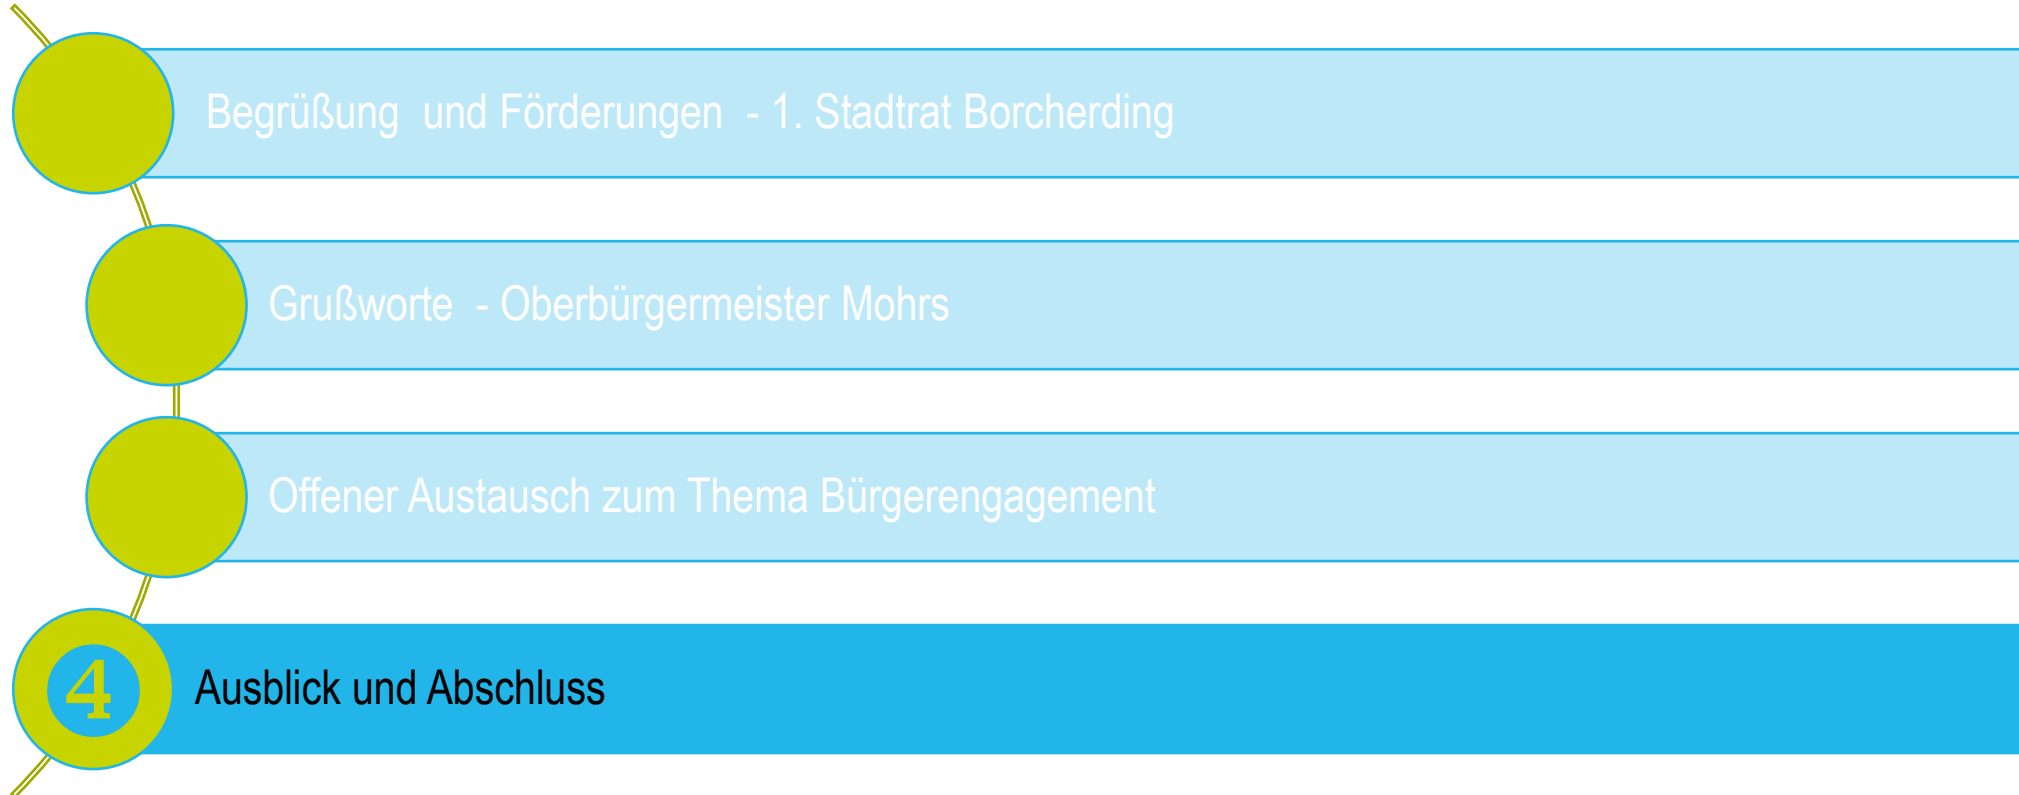 Begrüßung und Förderungen - 1. Stadtrat Borcherding
Grußworte - Oberbürgermeister Mohrs
Offener Austausch zum Thema Bürgerengagement
4 Ausblick und Abschluss